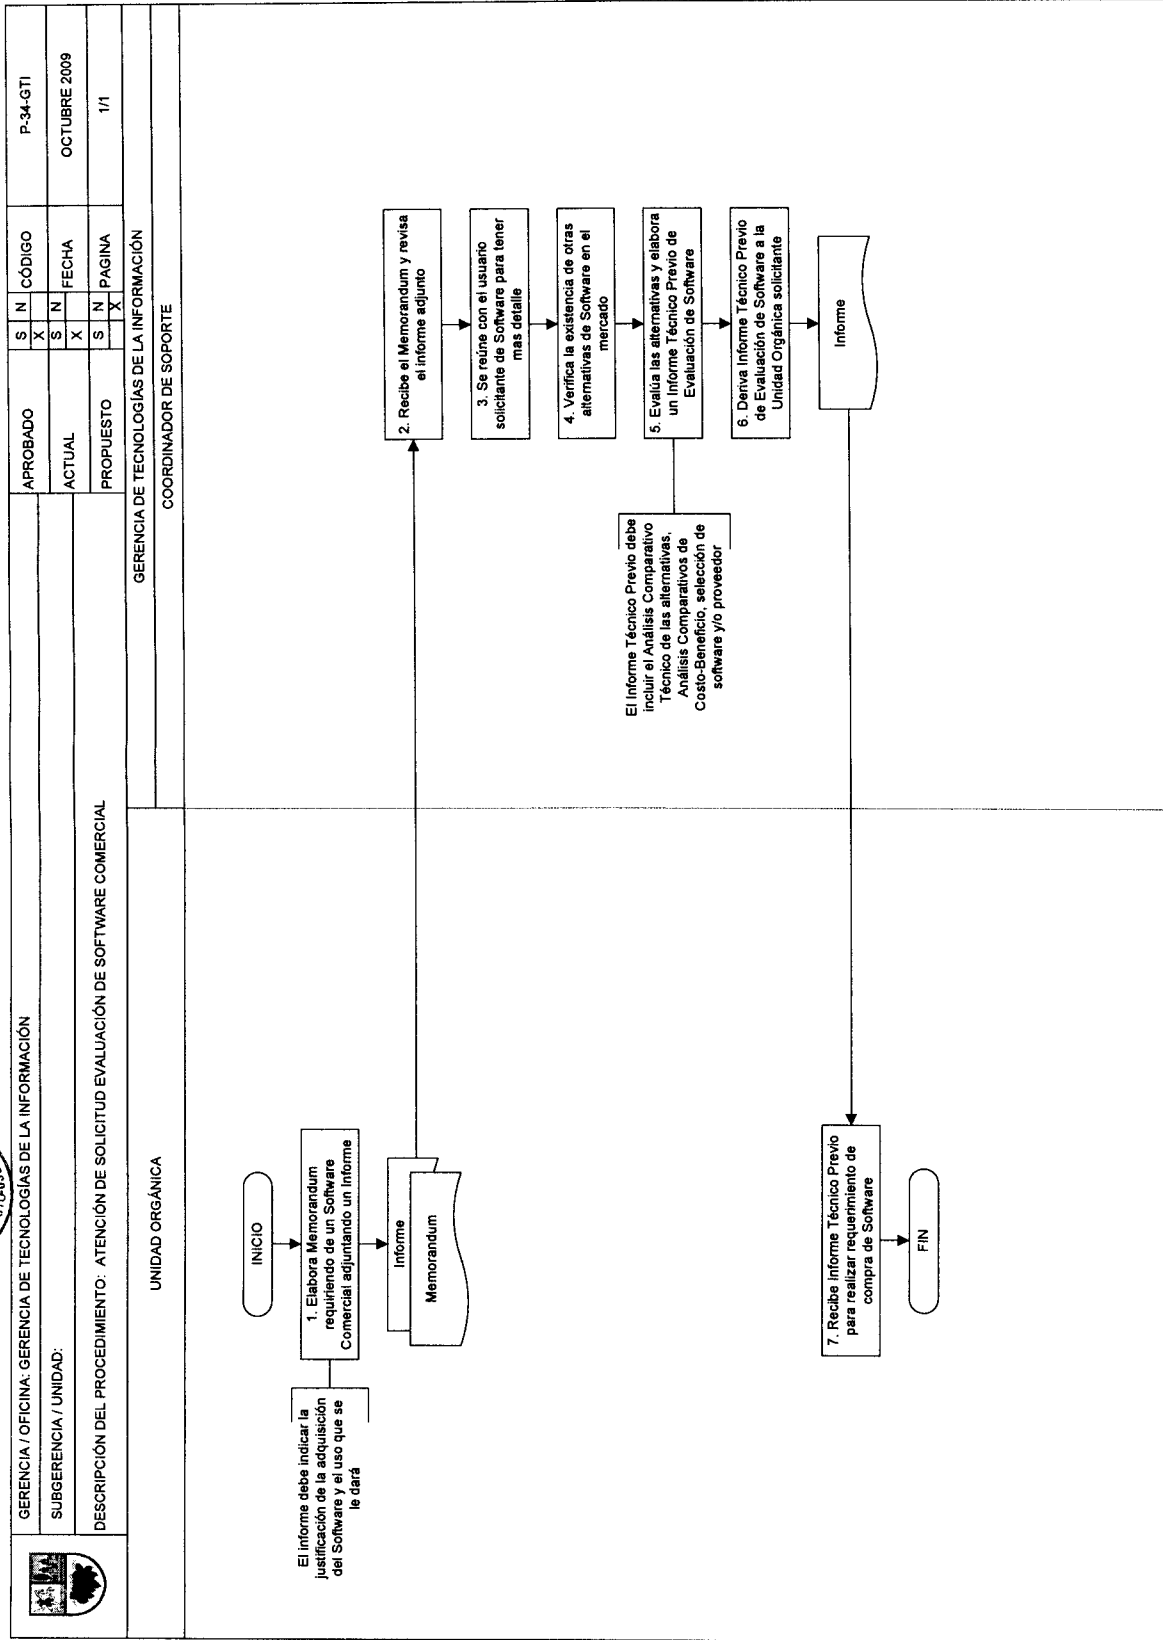 GERENCIA / OFICINA: GERENCIA DE TECNOLOGÍAS DE LA INFORMACIÓN
APROBADO
S N
X
CÓDIGO
P-34-GTI
SUBGERENCIA / UNIDAD:
ACTUAL
S N
X
FECHA
OCTUBRE 2009
DESCRIPCIÓN DEL PROCEDIMIENTO: ATENCIÓN DE SOLICITUD EVALUACIÓN DE SOFTWARE COMERCIAL
PROPUESTO
S N
X
PAGINA
1/1
UNIDAD ORGÁNICA
GERENCIA DE TECNOLOGÍAS DE LA INFORMACIÓN
COORDINADOR DE SOPORTE
INICIO
El informe debe indicar la
justificación de la adquisición
del Software y el uso que se
le dará
1. Elabora Memorandum
requiriendo de un Software
Comercial adjuntando un Informe
Informe
Memorandum
2. Recibe el Memorandum y revisa
el informe adjunto
3. Se reúne con el usuario
solicitante de Software para tener
mas detalle
4. Verifica la existencia de otras
alternativas de Software en el
mercado
El Informe Técnico Previo debe
incluir el Análisis Comparativo
Técnico de las alternativas,
Análisis Comparativos de
Costo-Beneficio, selección de
software y/o proveedor
5. Evalúa las alternativas y elabora
un Informe Técnico Previo de
Evaluación de Software
6. Deriva Informe Técnico Previo
de Evaluación de Software a la
Unidad Orgánica solicitante
Informe
7. Recibe Informe Técnico Previo
para realizar requerimiento de
compra de Software
FIN